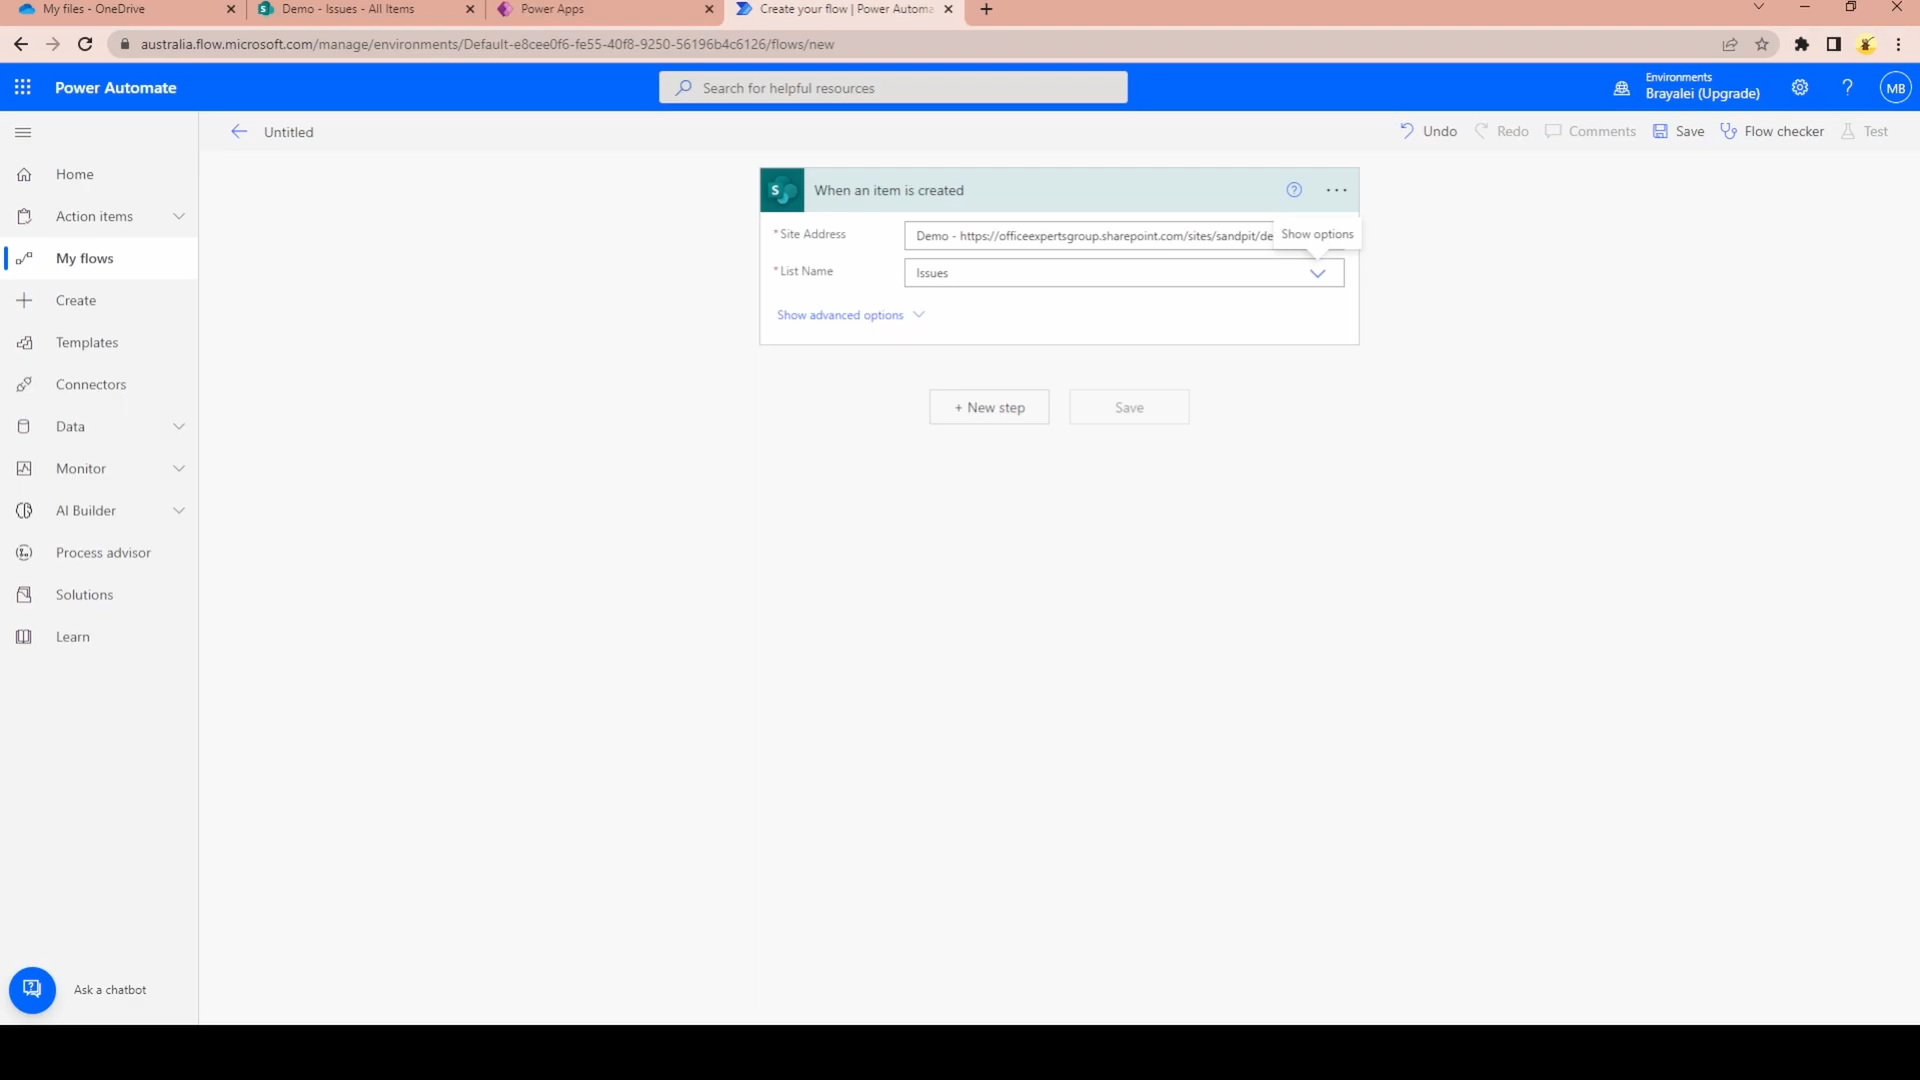 My files - OneDrive
Demo - Issues - All Items
Power Apps
Create your flow | Power Automa
australia.flow.microsoft.com/manage/environments/Default-e8cee0f6-fe55-40f8-9250-56196b4c6126/flows/new
Power Automate
Search for helpful resources
Environments
Brayalei (Upgrade)
MB
Untitled
Undo
Redo
Comments
Save
Flow checker
Test
Home
Action items
My flows
Create
Templates
Connectors
Data
Monitor
AI Builder
Process advisor
Solutions
Learn
Ask a chatbot
When an item is created
* Site Address
Demo - https://officeexpertsgroup.sharepoint.com/sites/sandpit/de
Show options
* List Name
Issues
Show advanced options
+ New step
Save